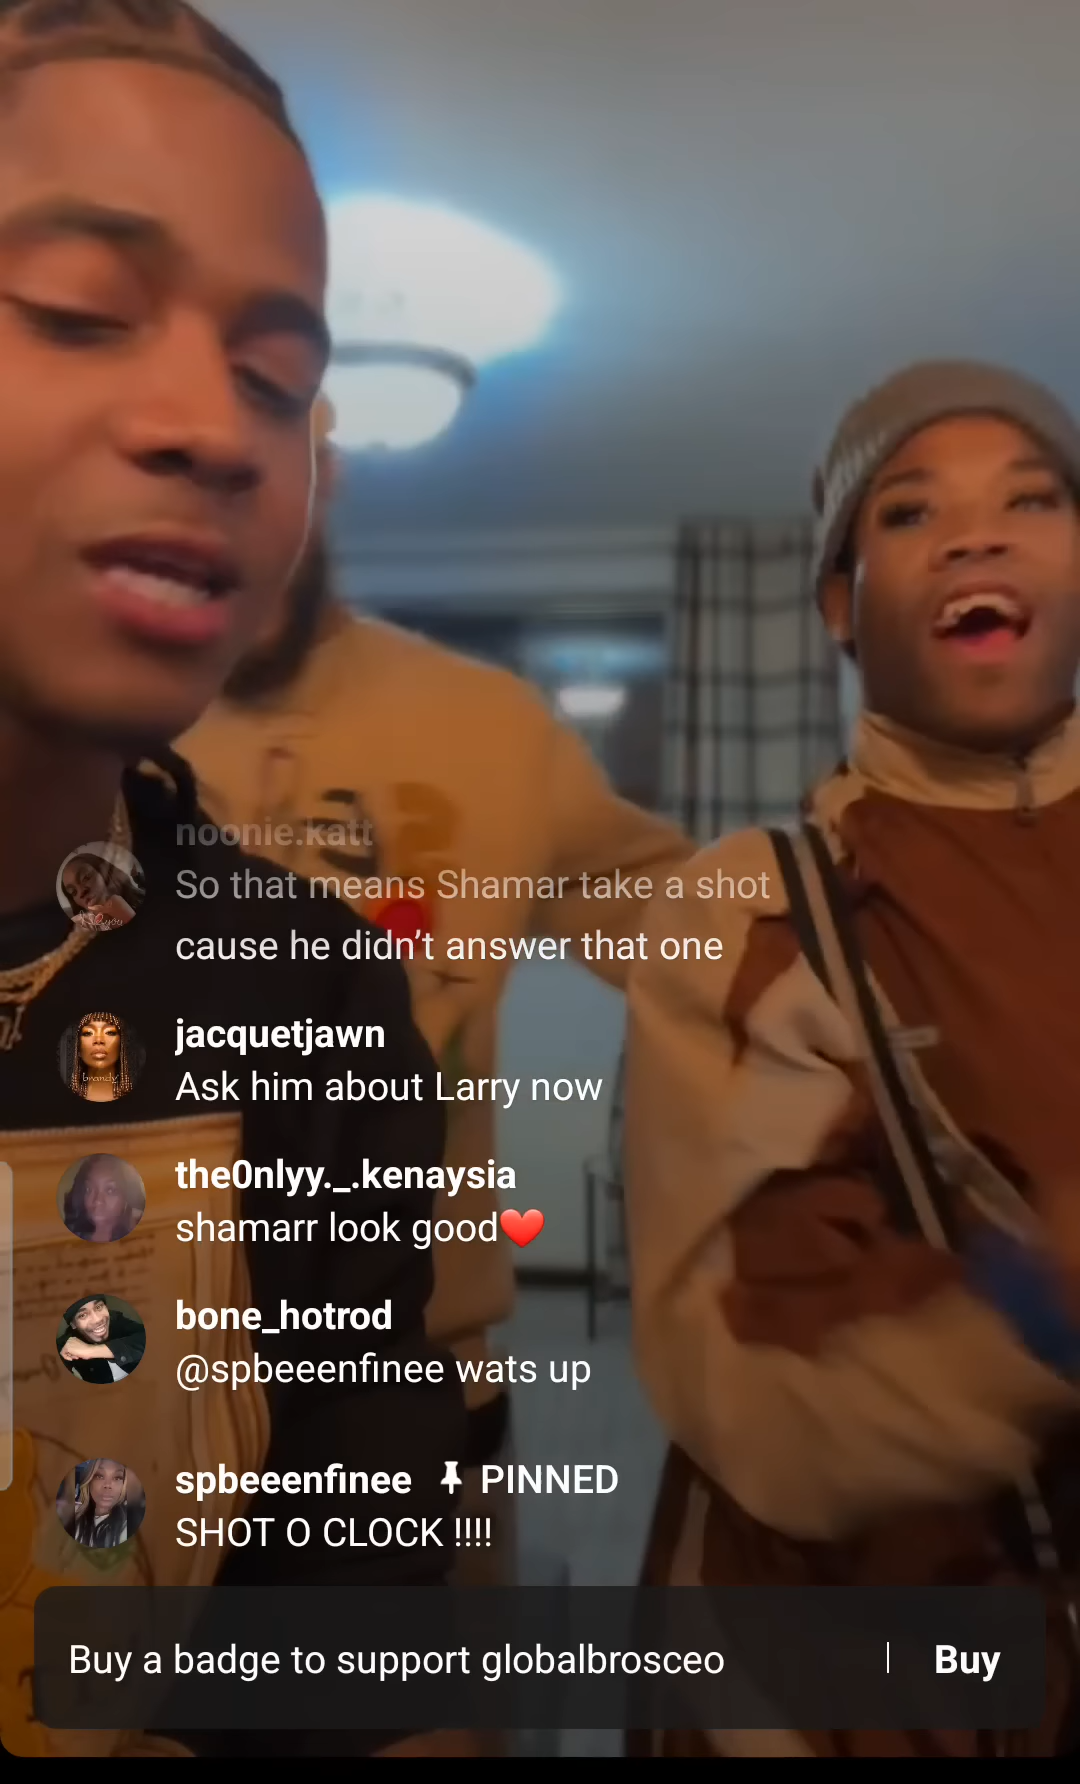 noonie.katt
So that means Shamar take a shot
cause he didn't answer that one
jacquetjawn
Ask him about Larry now
the0nlyy._.kenaysia
shamarr look good❤️
bone_hotrod
@spbeeenfinee wats up
spbeeenfinee 📌 PINNED
SHOT O CLOCK !!!!
Buy a badge to support globalbrosceo | Buy